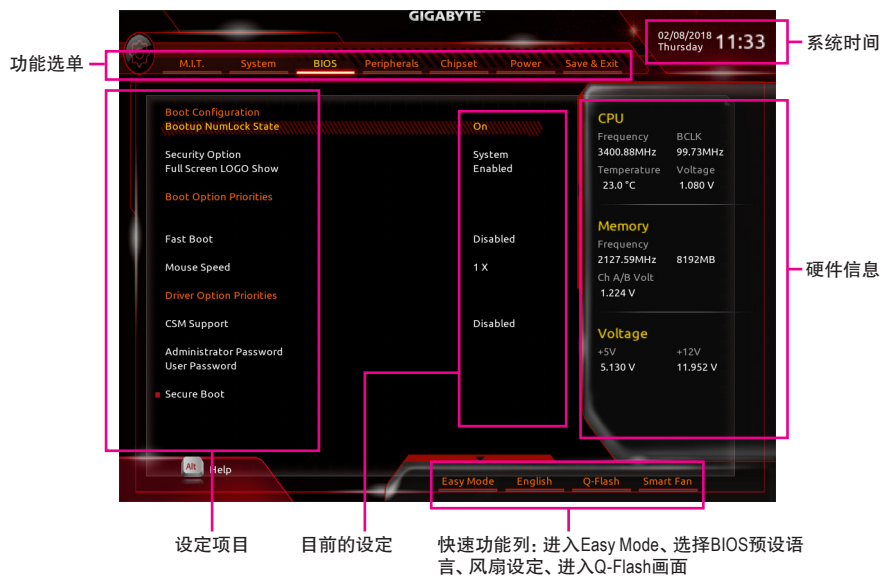 GIGABYTE
02/08/2018
Thursday 11:33
系统时间
功能选单
M.I.T. System BIOS Peripherals Chipset Power Save & Exit
Boot Configuration
Bootup NumLock State On
Security Option System
Full Screen LOGO Show Enabled
Boot Option Priorities
Fast Boot Disabled
Mouse Speed 1 X
Driver Option Priorities
CSM Support Disabled
Administrator Password
User Password
Secure Boot
CPU
Frequency BCLK
3400.88MHz 99.73MHz
Temperature Voltage
23.0 °C 1.080 V
Memory
Frequency
2127.59MHz 8192MB
Ch A/B Volt
1.224 V
Voltage
+5V +12V
5.130 V 11.952 V
硬件信息
Alt Help
Easy Mode English Q-Flash Smart Fan
设定项目
目前的设定
快速功能列: 进入Easy Mode、选择BIOS预设语
言、风扇设定、进入Q-Flash画面